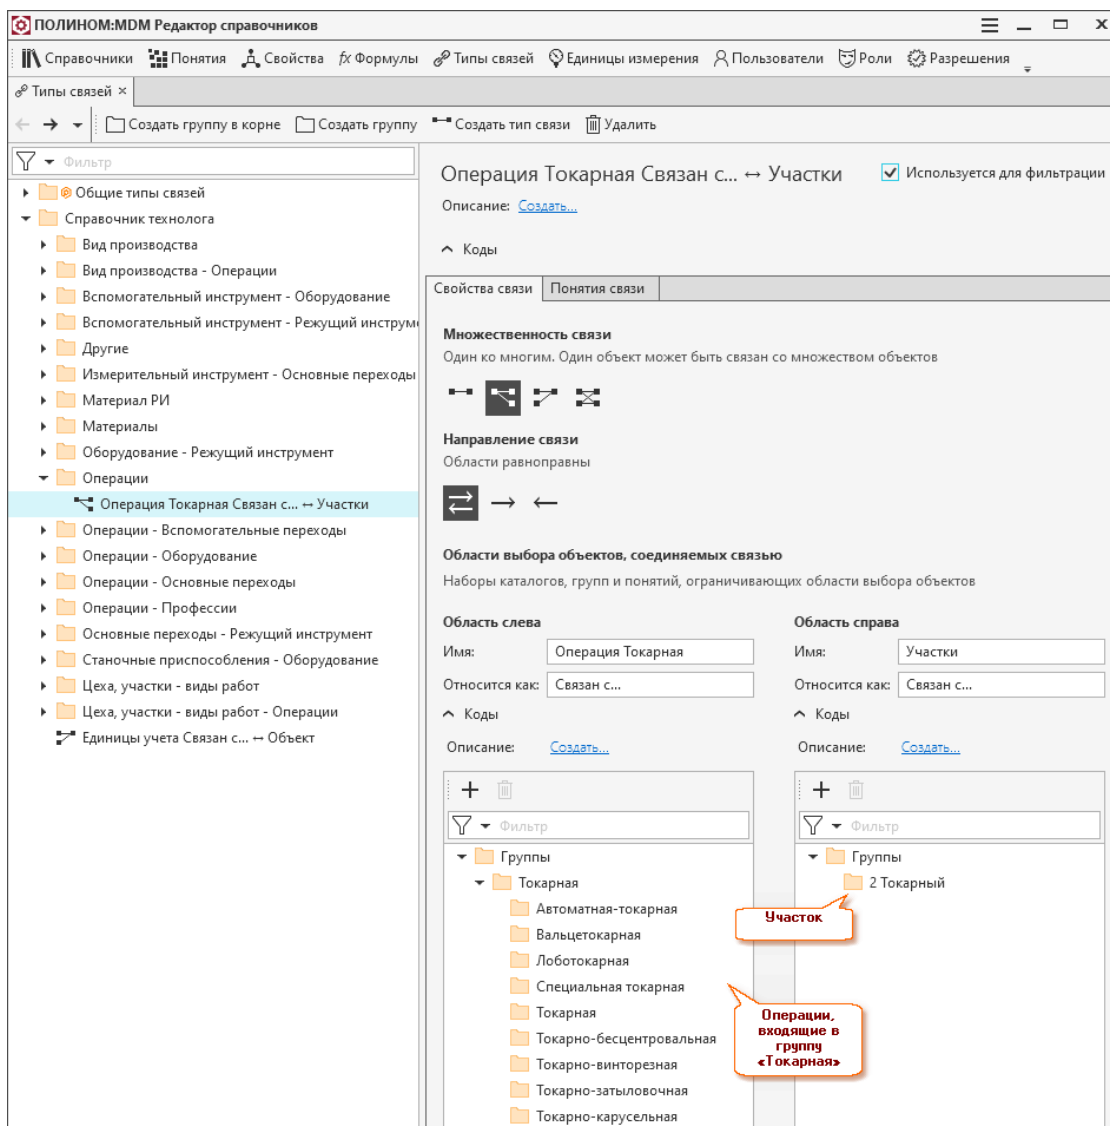 ПОЛИНОМ:MDM Редактор справочников
Справочники Понятия Свойства fx Формулы Типы связей Единицы измерения Пользователи Роли Разрешения
Типы связей ×
Создать группу в корне Создать группу Создать тип связи Удалить
Фильтр
Общие типы связей
Справочник технолога
Вид производства
Вид производства - Операции
Вспомогательный инструмент - Оборудование
Вспомогательный инструмент - Режущий инструм
Другие
Измерительный инструмент - Основные переходы
Материал РИ
Материалы
Оборудование - Режущий инструмент
Операции
Операция Токарная Связан с... ↔ Участки
Операции - Вспомогательные переходы
Операции - Оборудование
Операции - Основные переходы
Операции - Профессии
Основные переходы - Режущий инструмент
Станочные приспособления - Оборудование
Цеха, участки - виды работ
Цеха, участки - виды работ - Операции
Единицы учета Связан с... ↔ Объект
Операция Токарная Связан с... ↔ Участки
Используется для фильтрации
Описание: Создать...
Коды
Свойства связи Понятия связи
Множественность связи
Один ко многим. Один объект может быть связан со множеством объектов
Направление связи
Области равноправны
Области выбора объектов, соединяемых связью
Наборы каталогов, групп и понятий, ограничивающих области выбора объектов
Область слева
Имя: Операция Токарная
Относится как: Связан с...
Коды
Описание: Создать...
Фильтр
Группы
Токарная
Автоматная-токарная
Вальцетокарная
Лоботокарная
Специальная токарная
Токарная
Токарно-бесцентровальная
Токарно-винторезная
Токарно-затыловочная
Токарно-карусельная
Область справа
Имя: Участки
Относится как: Связан с...
Коды
Описание: Создать...
Фильтр
Группы
2 Токарный
Участок
Операции,
входящие в
группу
«Токарная»